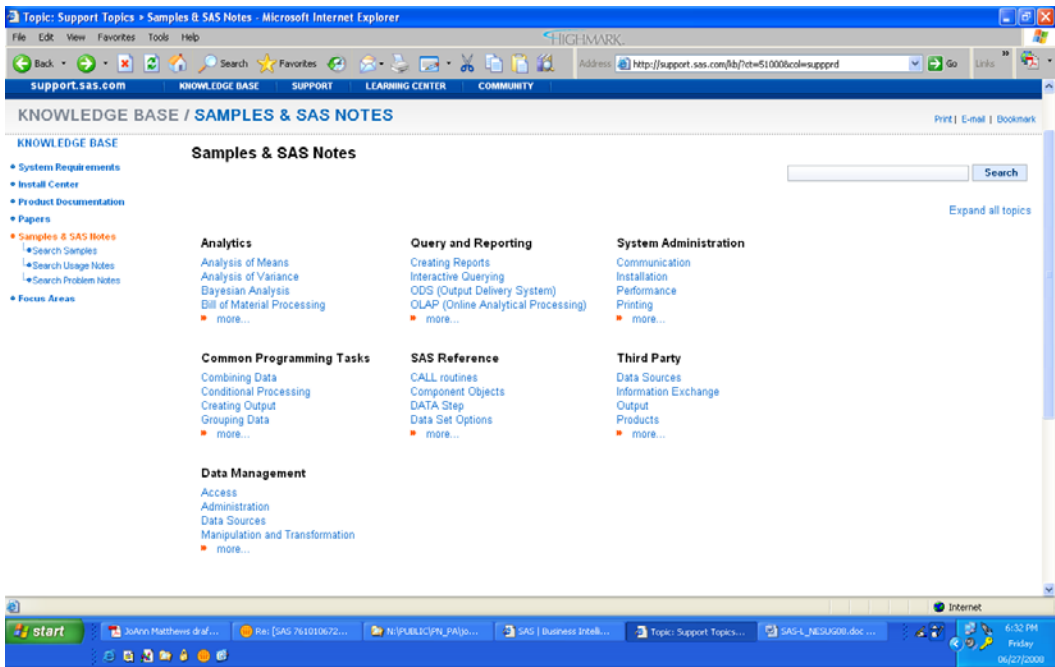 Topic: Support Topics » Samples & SAS Notes - Microsoft Internet Explorer
File Edit View Favorites Tools Help
HIGHMARK.
Back Search Favorites Address http://support.sas.com/kb/?ct=51000&col=suppprd Go Links
support.sas.com KNOWLEDGE BASE SUPPORT LEARNING CENTER COMMUNITY
KNOWLEDGE BASE / SAMPLES & SAS NOTES
Print | E-mail | Bookmark
KNOWLEDGE BASE
System Requirements
Install Center
Product Documentation
Papers
Samples & SAS Notes
Search Samples
Search Usage Notes
Search Problem Notes
Focus Areas
Samples & SAS Notes
Search
Expand all topics
Analytics
Analysis of Means
Analysis of Variance
Bayesian Analysis
Bill of Material Processing
more...
Query and Reporting
Creating Reports
Interactive Querying
ODS (Output Delivery System)
OLAP (Online Analytical Processing)
more...
System Administration
Communication
Installation
Performance
Printing
more...
Common Programming Tasks
Combining Data
Conditional Processing
Creating Output
Grouping Data
more...
SAS Reference
CALL routines
Component Objects
DATA Step
Data Set Options
more...
Third Party
Data Sources
Information Exchange
Output
Products
more...
Data Management
Access
Administration
Data Sources
Manipulation and Transformation
more...
Internet
start JoAnn Matthews draf... Re: [SAS 761010672... N:\PUBLIC\PN_PA\jo... SAS | Business Intelli... Topic: Support Topics... SAS-L_NESUG08.doc ... 6:32 PM
Friday
06/27/2008